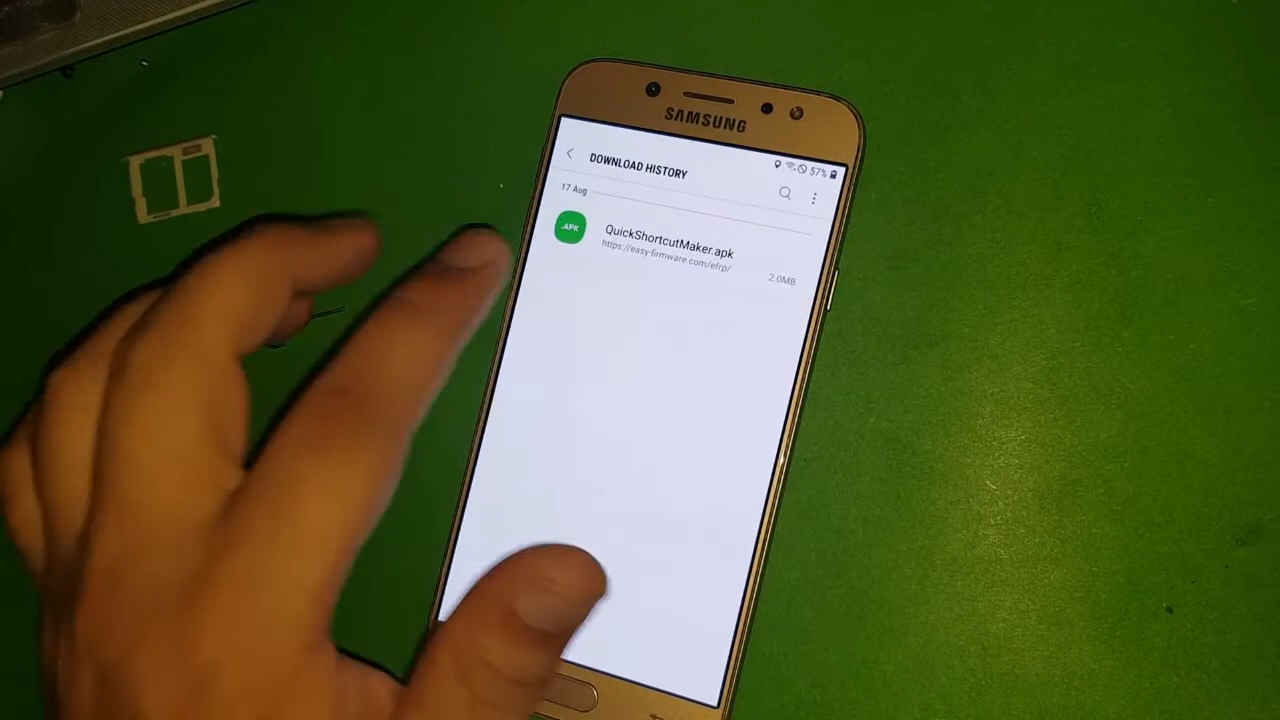 SAMSUNG
57%
DOWNLOAD HISTORY
17 Aug
.APK
QuickShortcutMaker.apk
https://easy-firmware.com/efrp/
2.0MB